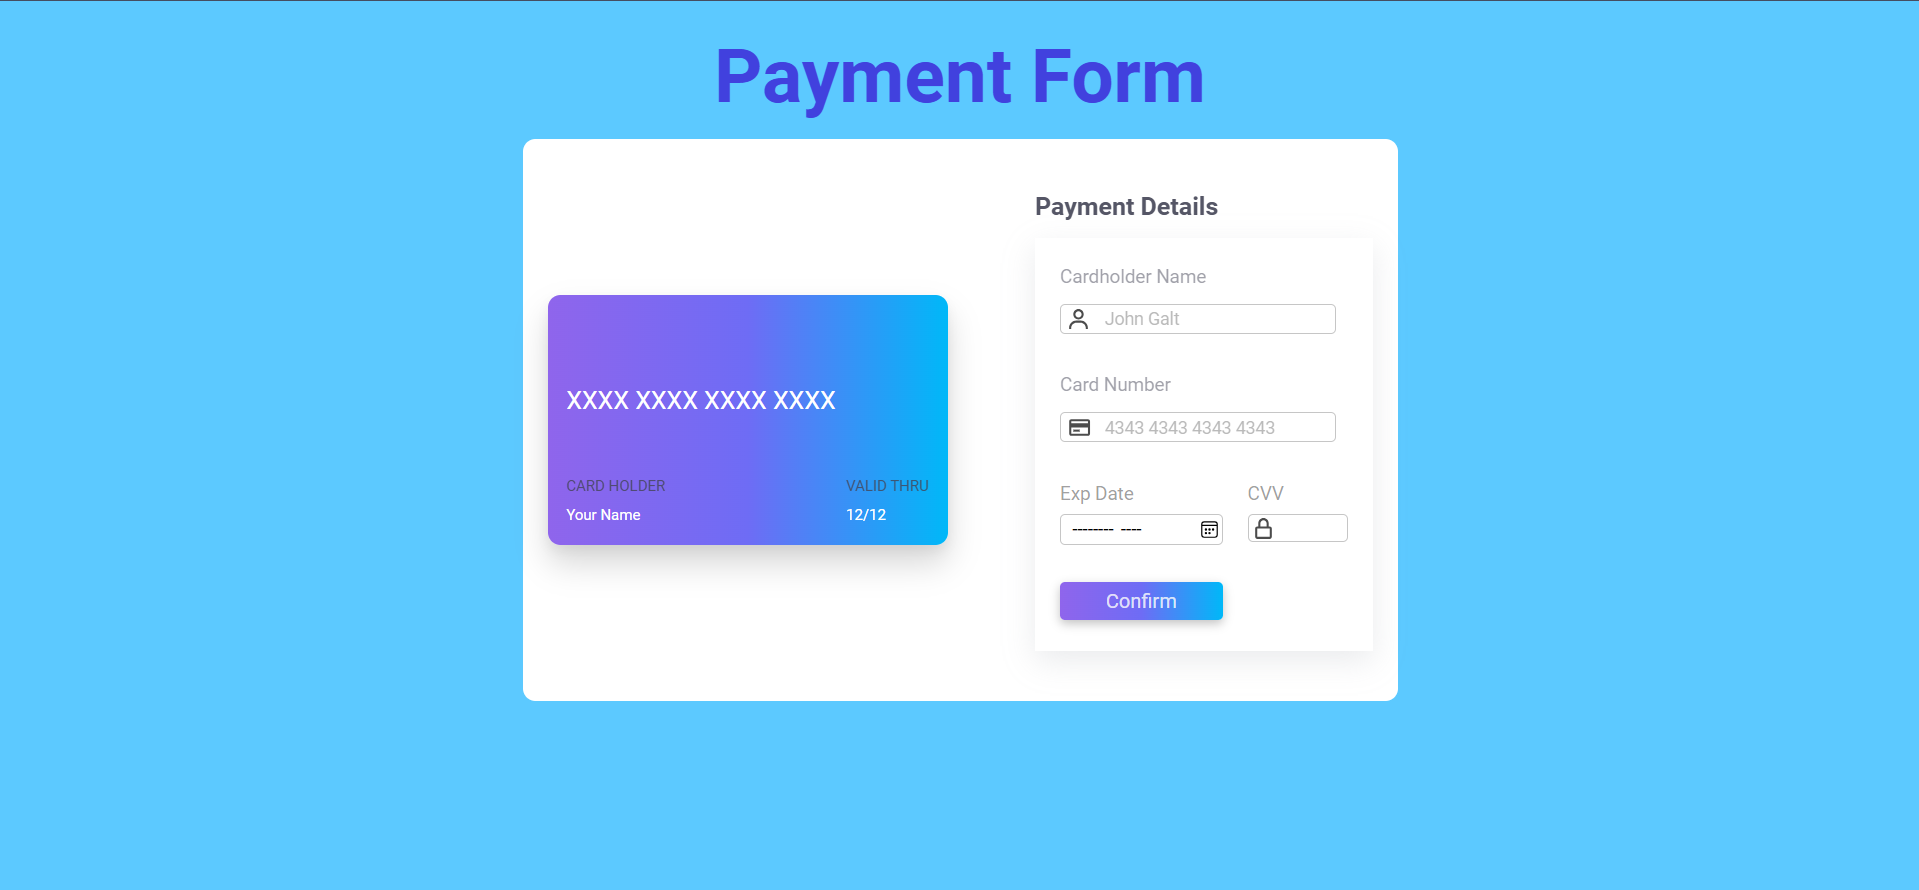 Payment Form
Payment Details
Cardholder Name
John Galt
Card Number
4343 4343 4343 4343
Exp Date
CVV
-------- ----
Confirm
XXXX XXXX XXXX XXXX
CARD HOLDER
VALID THRU
Your Name
12/12